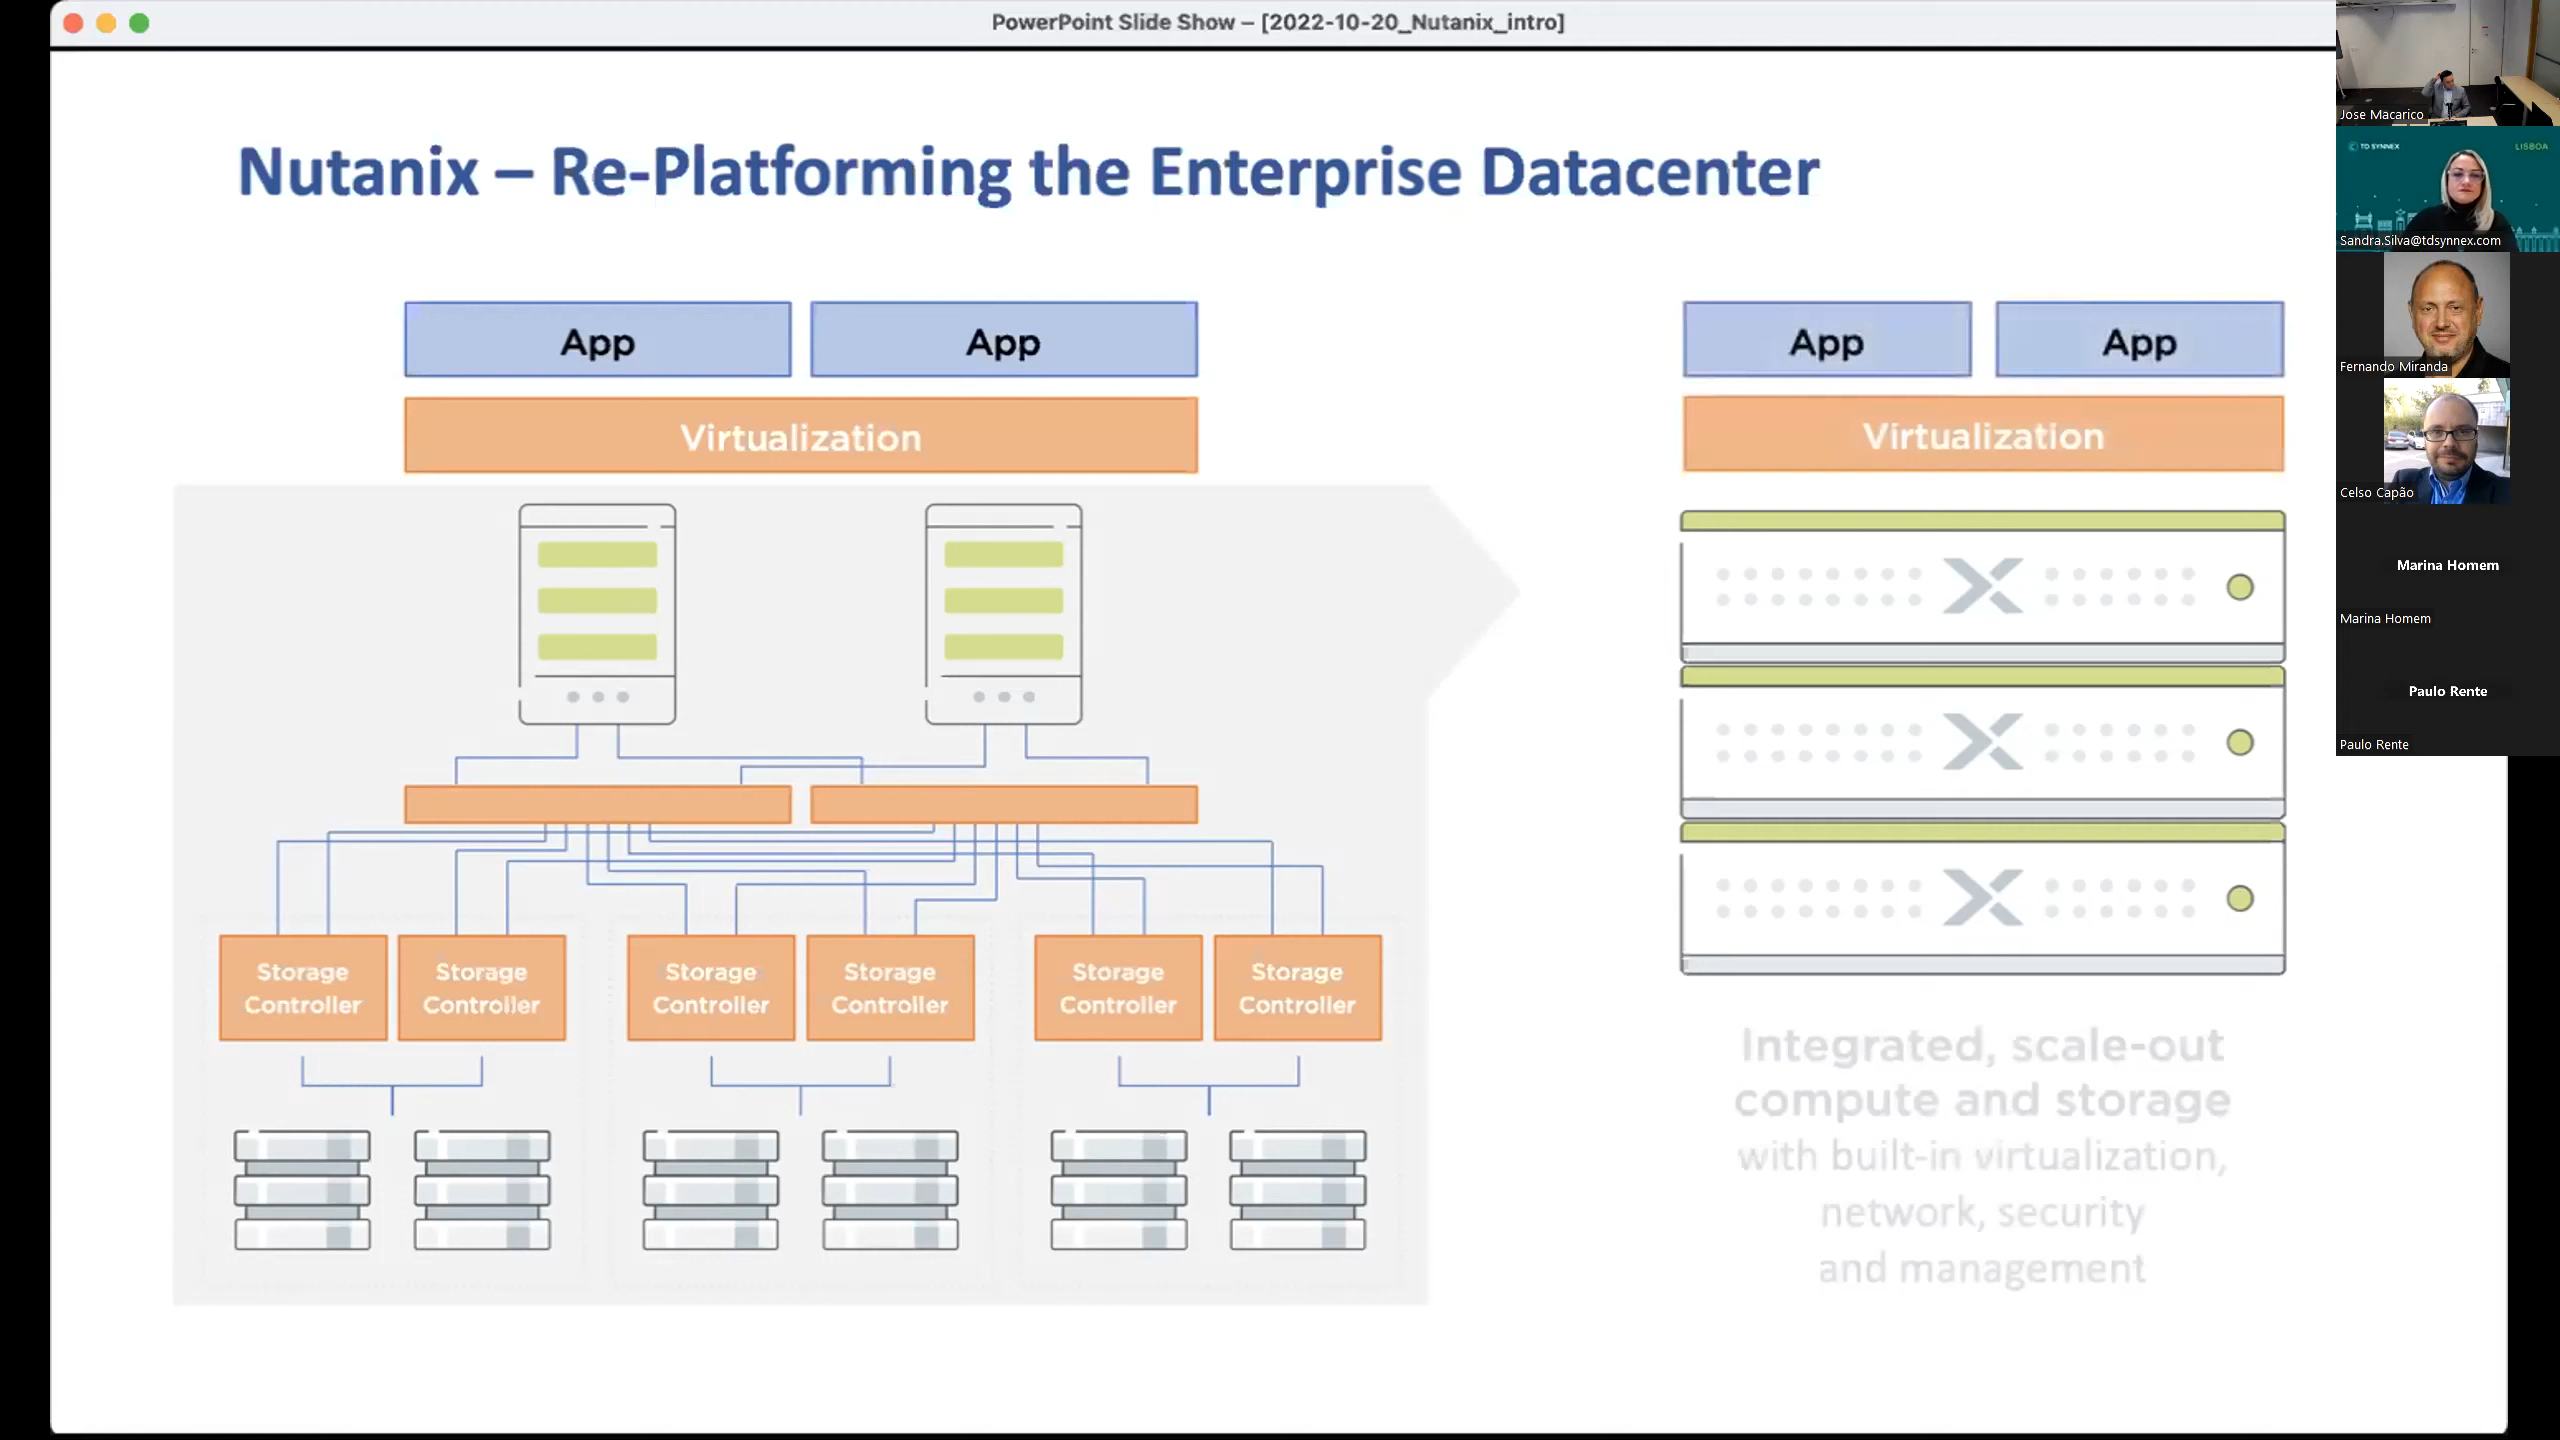 PowerPoint Slide Show – [2022-10-20_Nutanix_intro]
Nutanix – Re-Platforming the Enterprise Datacenter
App
App
Virtualization
Storage
Controller
Storage
Controller
Storage
Controller
Storage
Controller
Storage
Controller
Storage
Controller
App
App
Virtualization
Integrated, scale-out
compute and storage
with built-in virtualization,
network, security
and management
Jose Macarico
TD SYNNEX
LISBOA
Sandra.Silva@tdsynnex.com
Fernando Miranda
Celso Capão
Marina Homem
Marina Homem
Paulo Rente
Paulo Rente